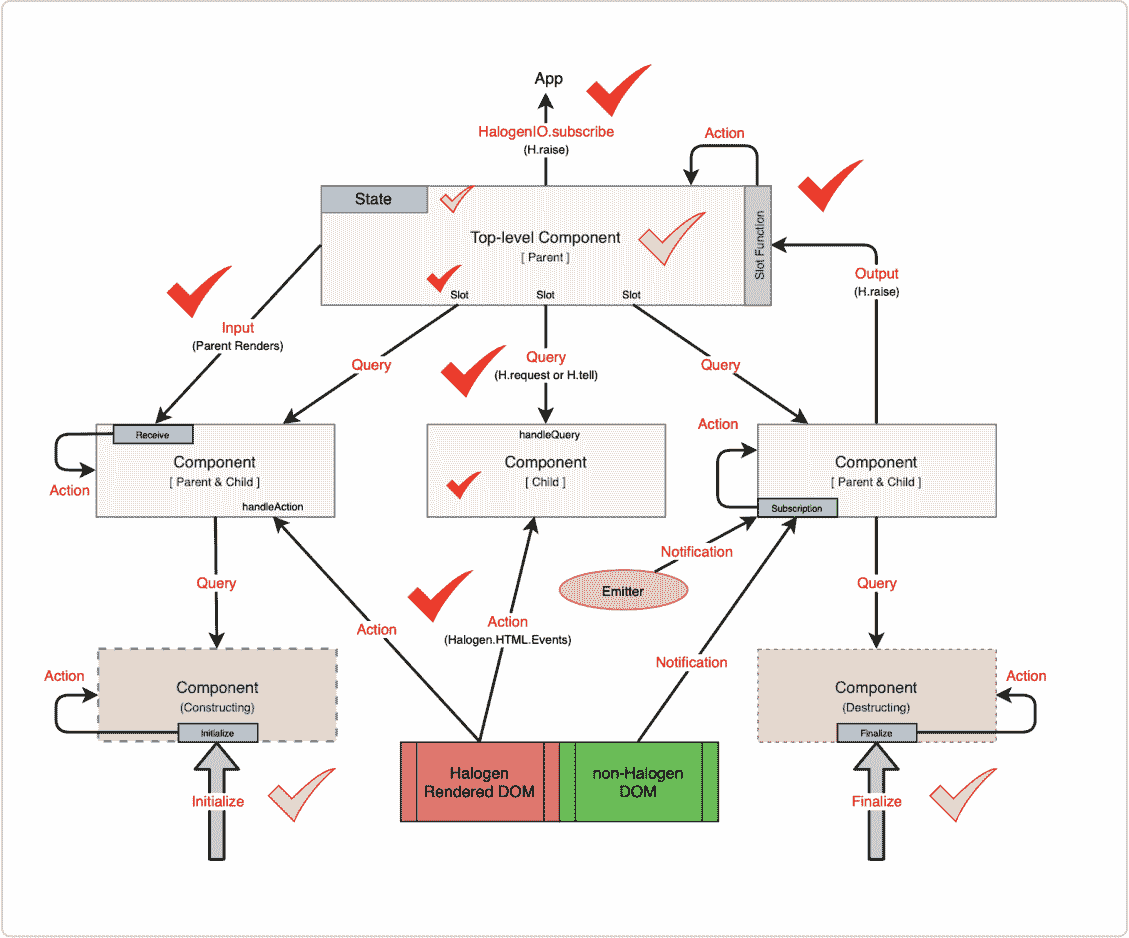 App
HalogenIO.subscribe
(H.raise)
Action
State
Top-level Component
[ Parent ]
Slot Function
Slot
Slot
Slot
Output
(H.raise)
Input
(Parent Renders)
Query
Query
(H.request or H.tell)
Query
Receive
Action
Component
[ Parent & Child ]
handleAction
handleQuery
Component
[ Child ]
Action
Component
[ Parent & Child ]
Subscription
Notification
Emitter
Query
Action
Action
(Halogen.HTML.Events)
Query
Notification
Action
Component
(Constructing)
Initialize
Component
(Destructing)
Finalize
Action
Halogen
Rendered DOM
non-Halogen
DOM
Initialize
Finalize